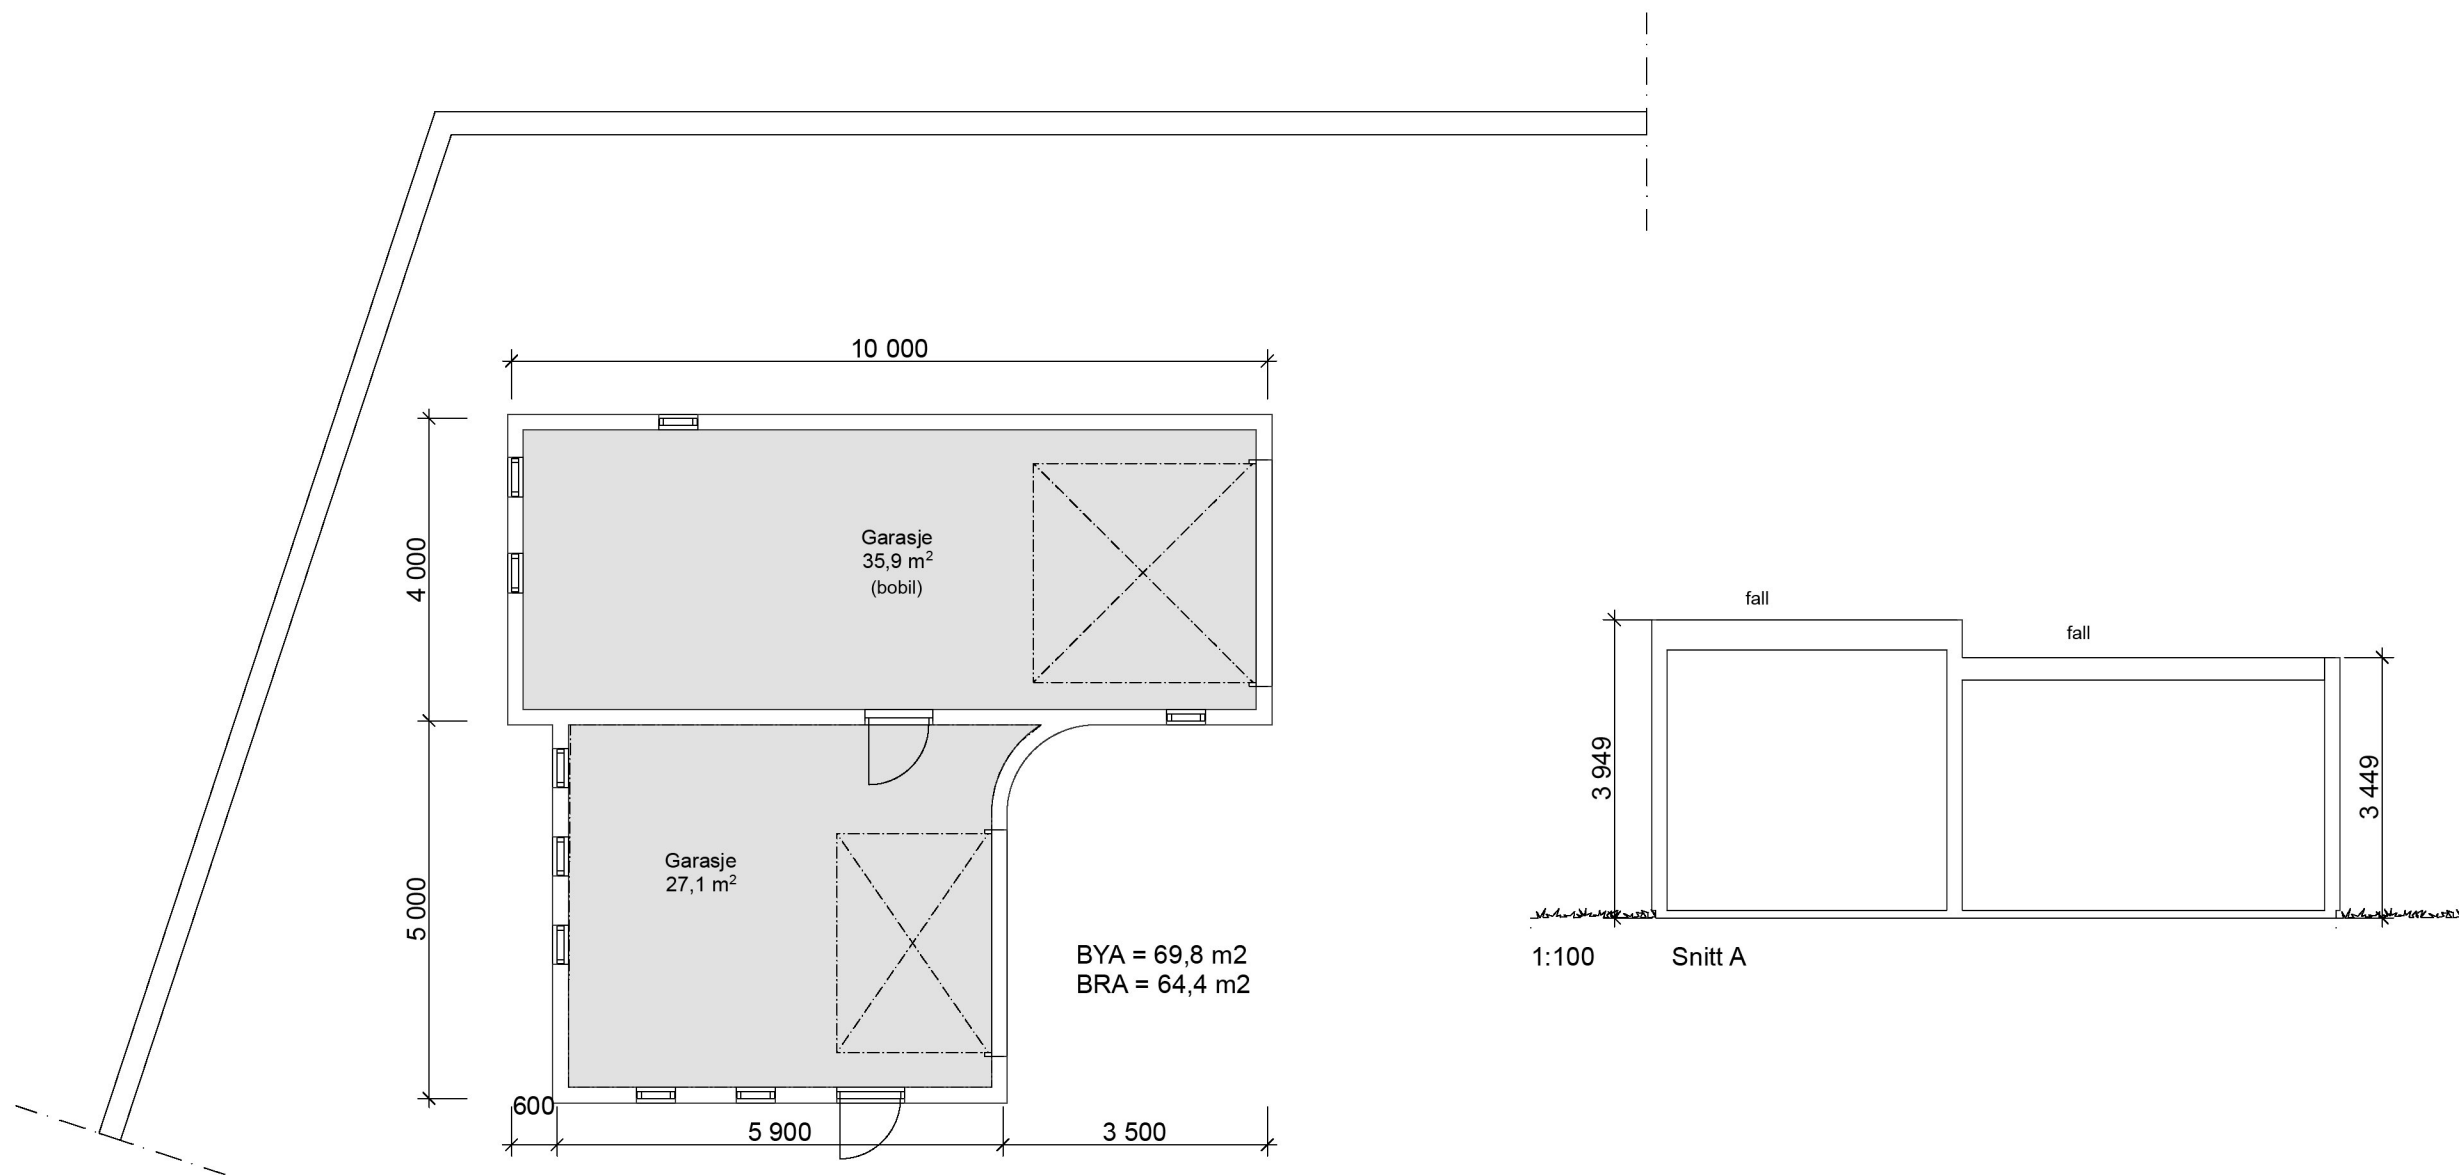 10 000
4 000
Garasje
35,9 m²
(bobil)
fall
fall
3 949
3 449
5 000
Garasje
27,1 m²
BYA = 69,8 m2
BRA = 64,4 m2
1:100 Snitt A
600
5 900
3 500